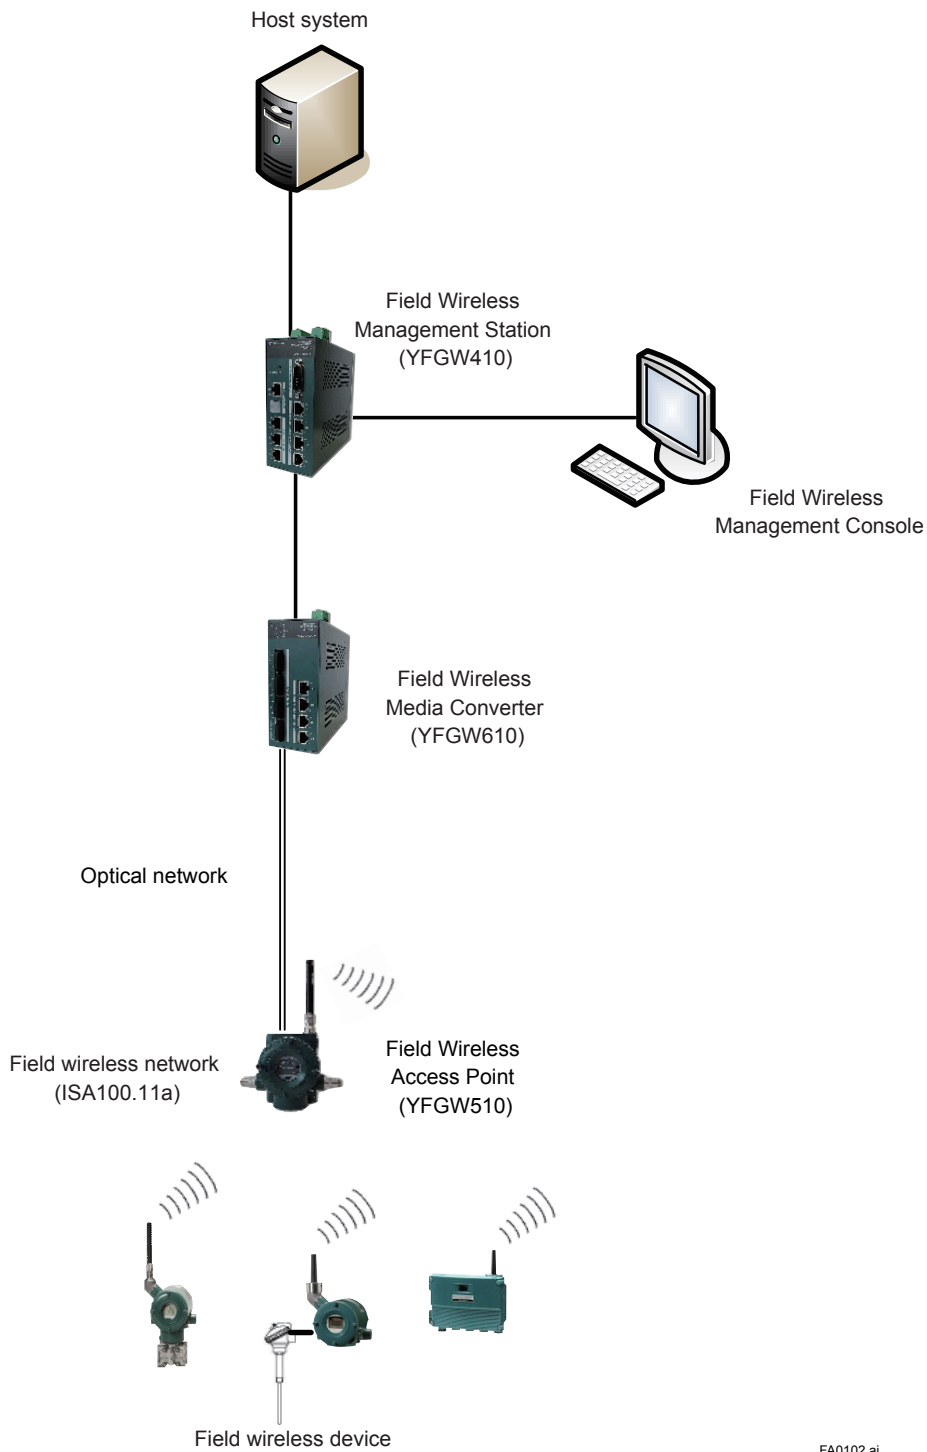 Host system
Field Wireless
Management Station
(YFGW410)
Field Wireless
Management Console
Field Wireless
Media Converter
(YFGW610)
Optical network
Field wireless network
(ISA100.11a)
Field Wireless
Access Point
(YFGW510)
Field wireless device
FA0102.ai